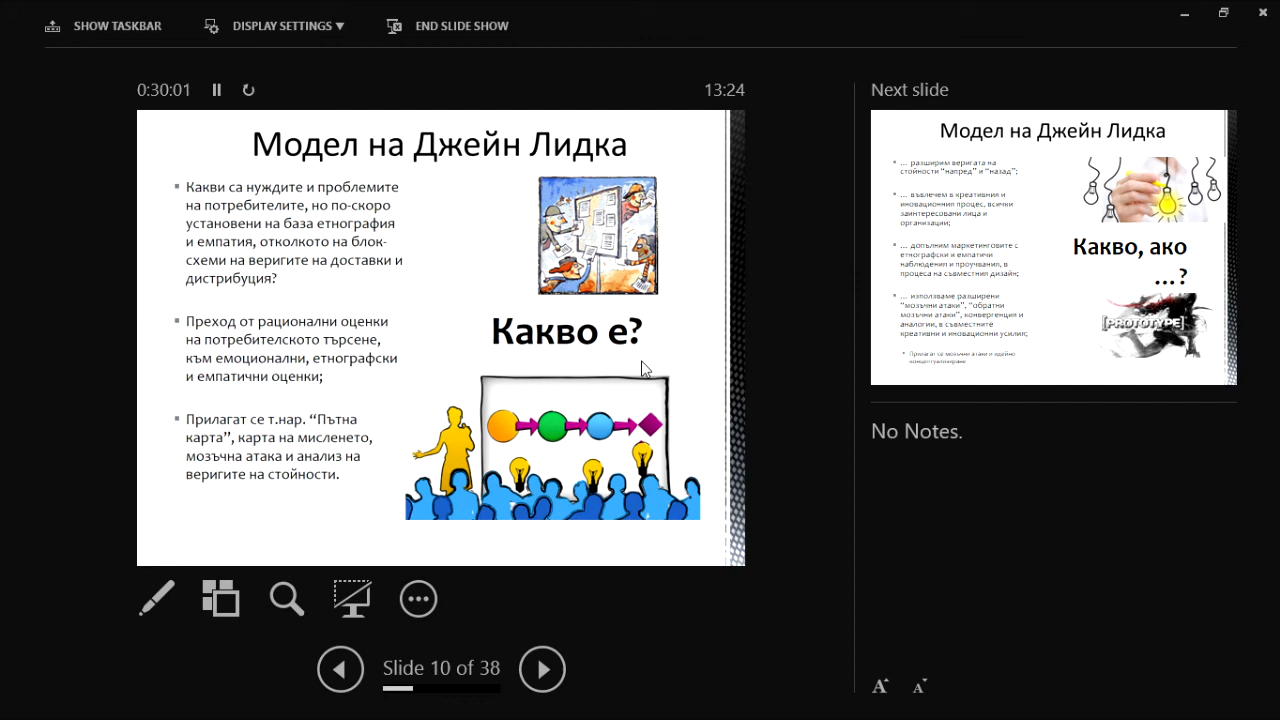 SHOW TASKBAR
DISPLAY SETTINGS ▼
END SLIDE SHOW
0:30:01
13:24
Модел на Джейн Лидка
Какви са нуждите и проблемите
на потребителите, но по-скоро
установени на база етнография
и емпатия, отколкото на блок-
схеми на веригите на доставки и
дистрибуция?
Преход от рационални оценки
на потребителското търсене,
към емоционални, етнографски
и емпатични оценки;
Прилагат се т.нар. “Пътна
карта”, карта на мисленето,
мозъчна атака и анализ на
веригите на стойности.
Какво е?
Slide 10 of 38
Next slide
Модел на Джейн Лидка
... разширим веригата на
стойности “напред” и “назад”;
... въвлечем в креативния и
иновационния процес, всички
заинтересовани лица и
организации;
... допълним маркетинговите с
етнографски и емпатични
наблюдения и проучвания, в
процеса на съвместния дизайн;
... използваме разширени
“мозъчни атаки”, “обратни
мозъчни атаки”, конвергенция и
аналогии, в съвместните
креативни и иновационни усилия;
Прилагат се мозъчни атаки и идейно
концептуализиране
Какво, ако
...?
[PROTOTYPE]
No Notes.
A A